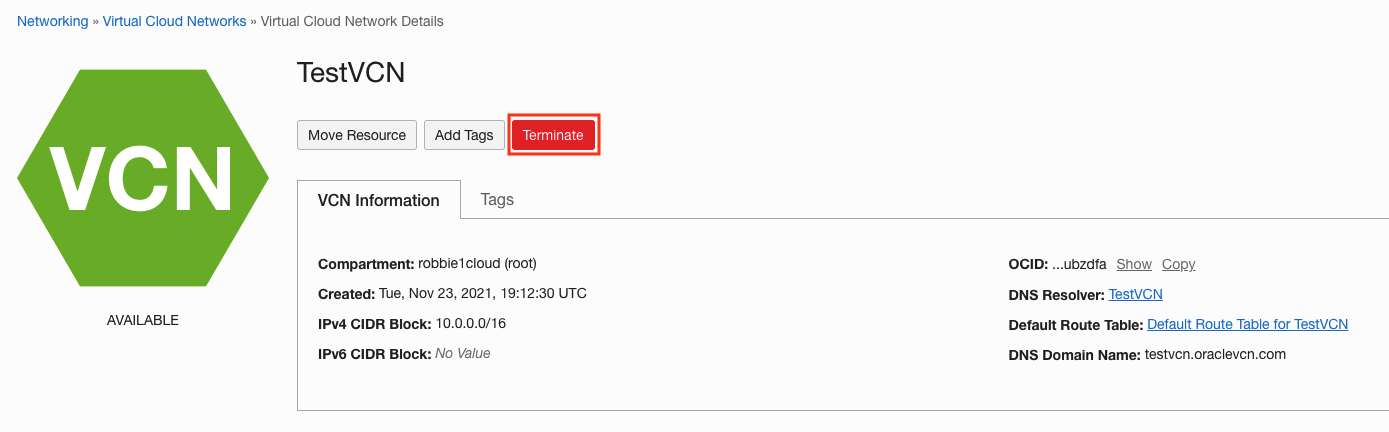 Networking » Virtual Cloud Networks » Virtual Cloud Network Details
VCN
AVAILABLE
TestVCN
Move Resource Add Tags Terminate
VCN Information Tags
Compartment: robbie1cloud (root)
Created: Tue, Nov 23, 2021, 19:12:30 UTC
IPv4 CIDR Block: 10.0.0.0/16
IPv6 CIDR Block: No Value
OCID: ...ubzdfa Show Copy
DNS Resolver: TestVCN
Default Route Table: Default Route Table for TestVCN
DNS Domain Name: testvcn.oraclevcn.com